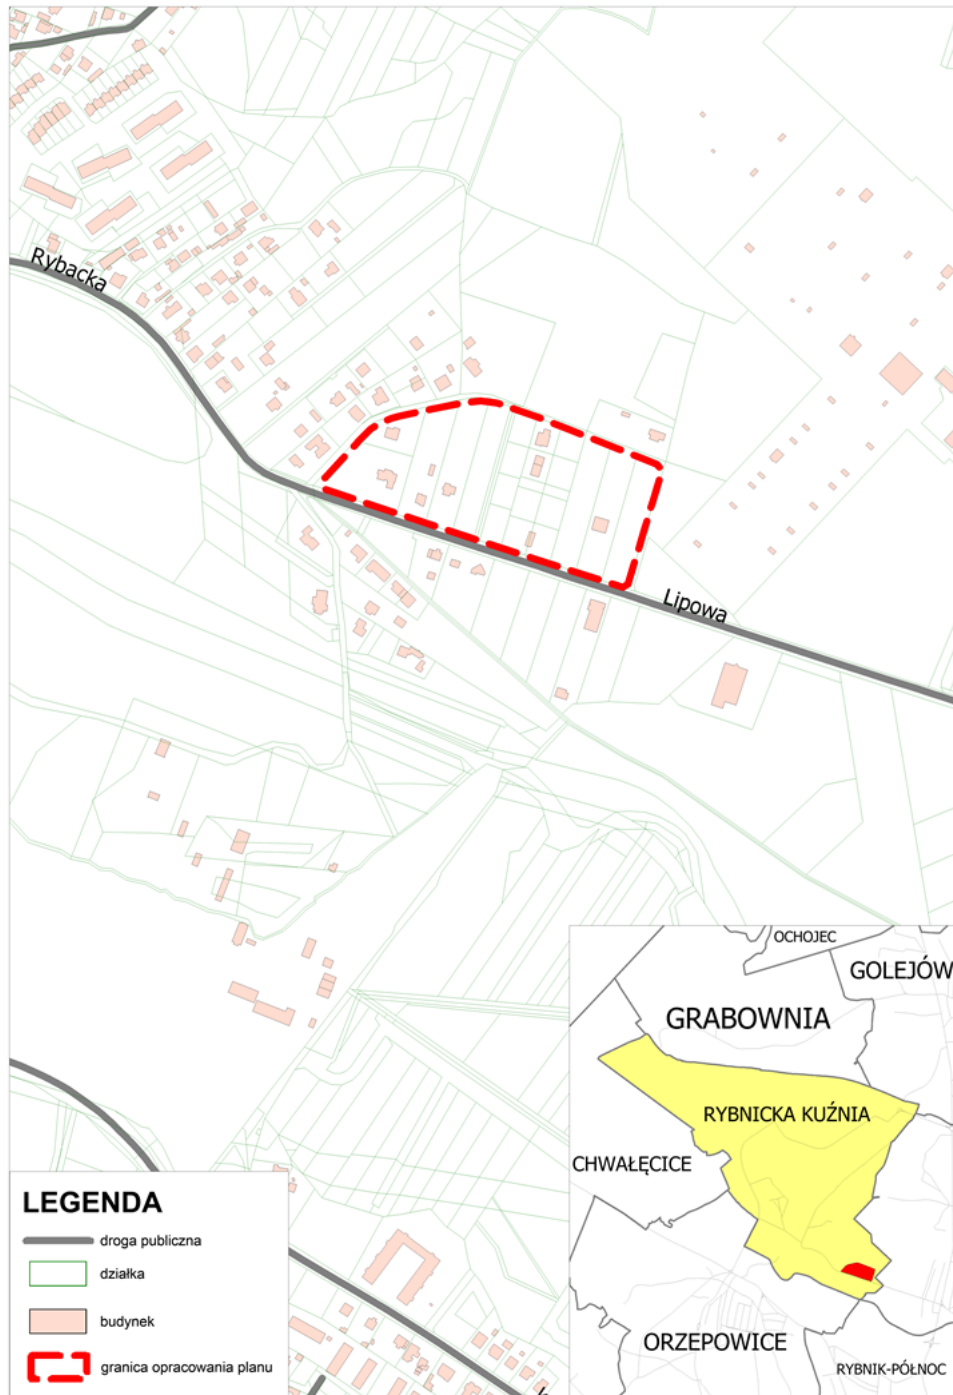 Rybacka
Lipowa
OCHOJEC
GOLEJÓW
GRABOWNIA
RYBNICKA KUŹNIA
CHWAŁĘCICE
ORZEPOWICE
RYBNIK-PÓŁNOC
LEGENDA
droga publiczna
działka
budynek
granica opracowania planu